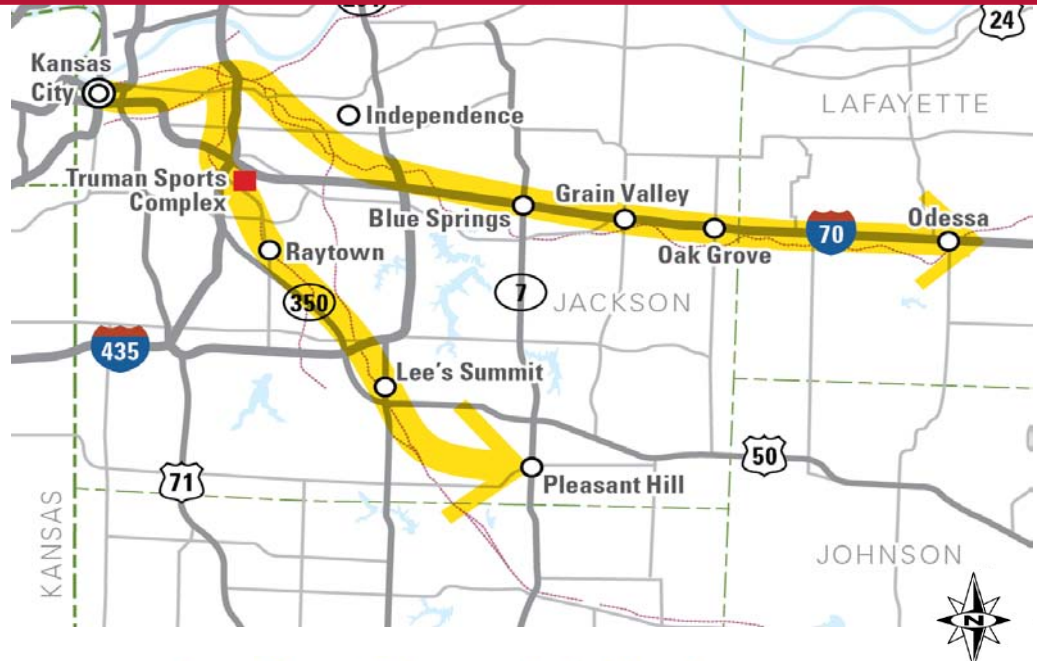 24
Kansas
City
LAFAYETTE
Independence
Truman Sports
Complex
Grain Valley
Blue Springs
Odessa
70
Oak Grove
Raytown
350
7
JACKSON
435
Lee's Summit
50
71
Pleasant Hill
KANSAS
JOHNSON
N